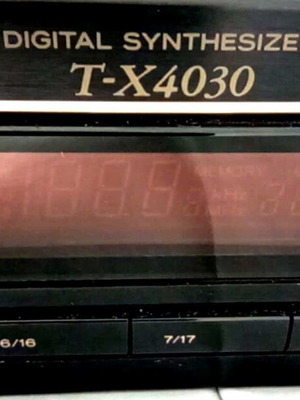 DIGITAL SYNTHESIZE
T-X4030
MEMORY
6/16
7/17